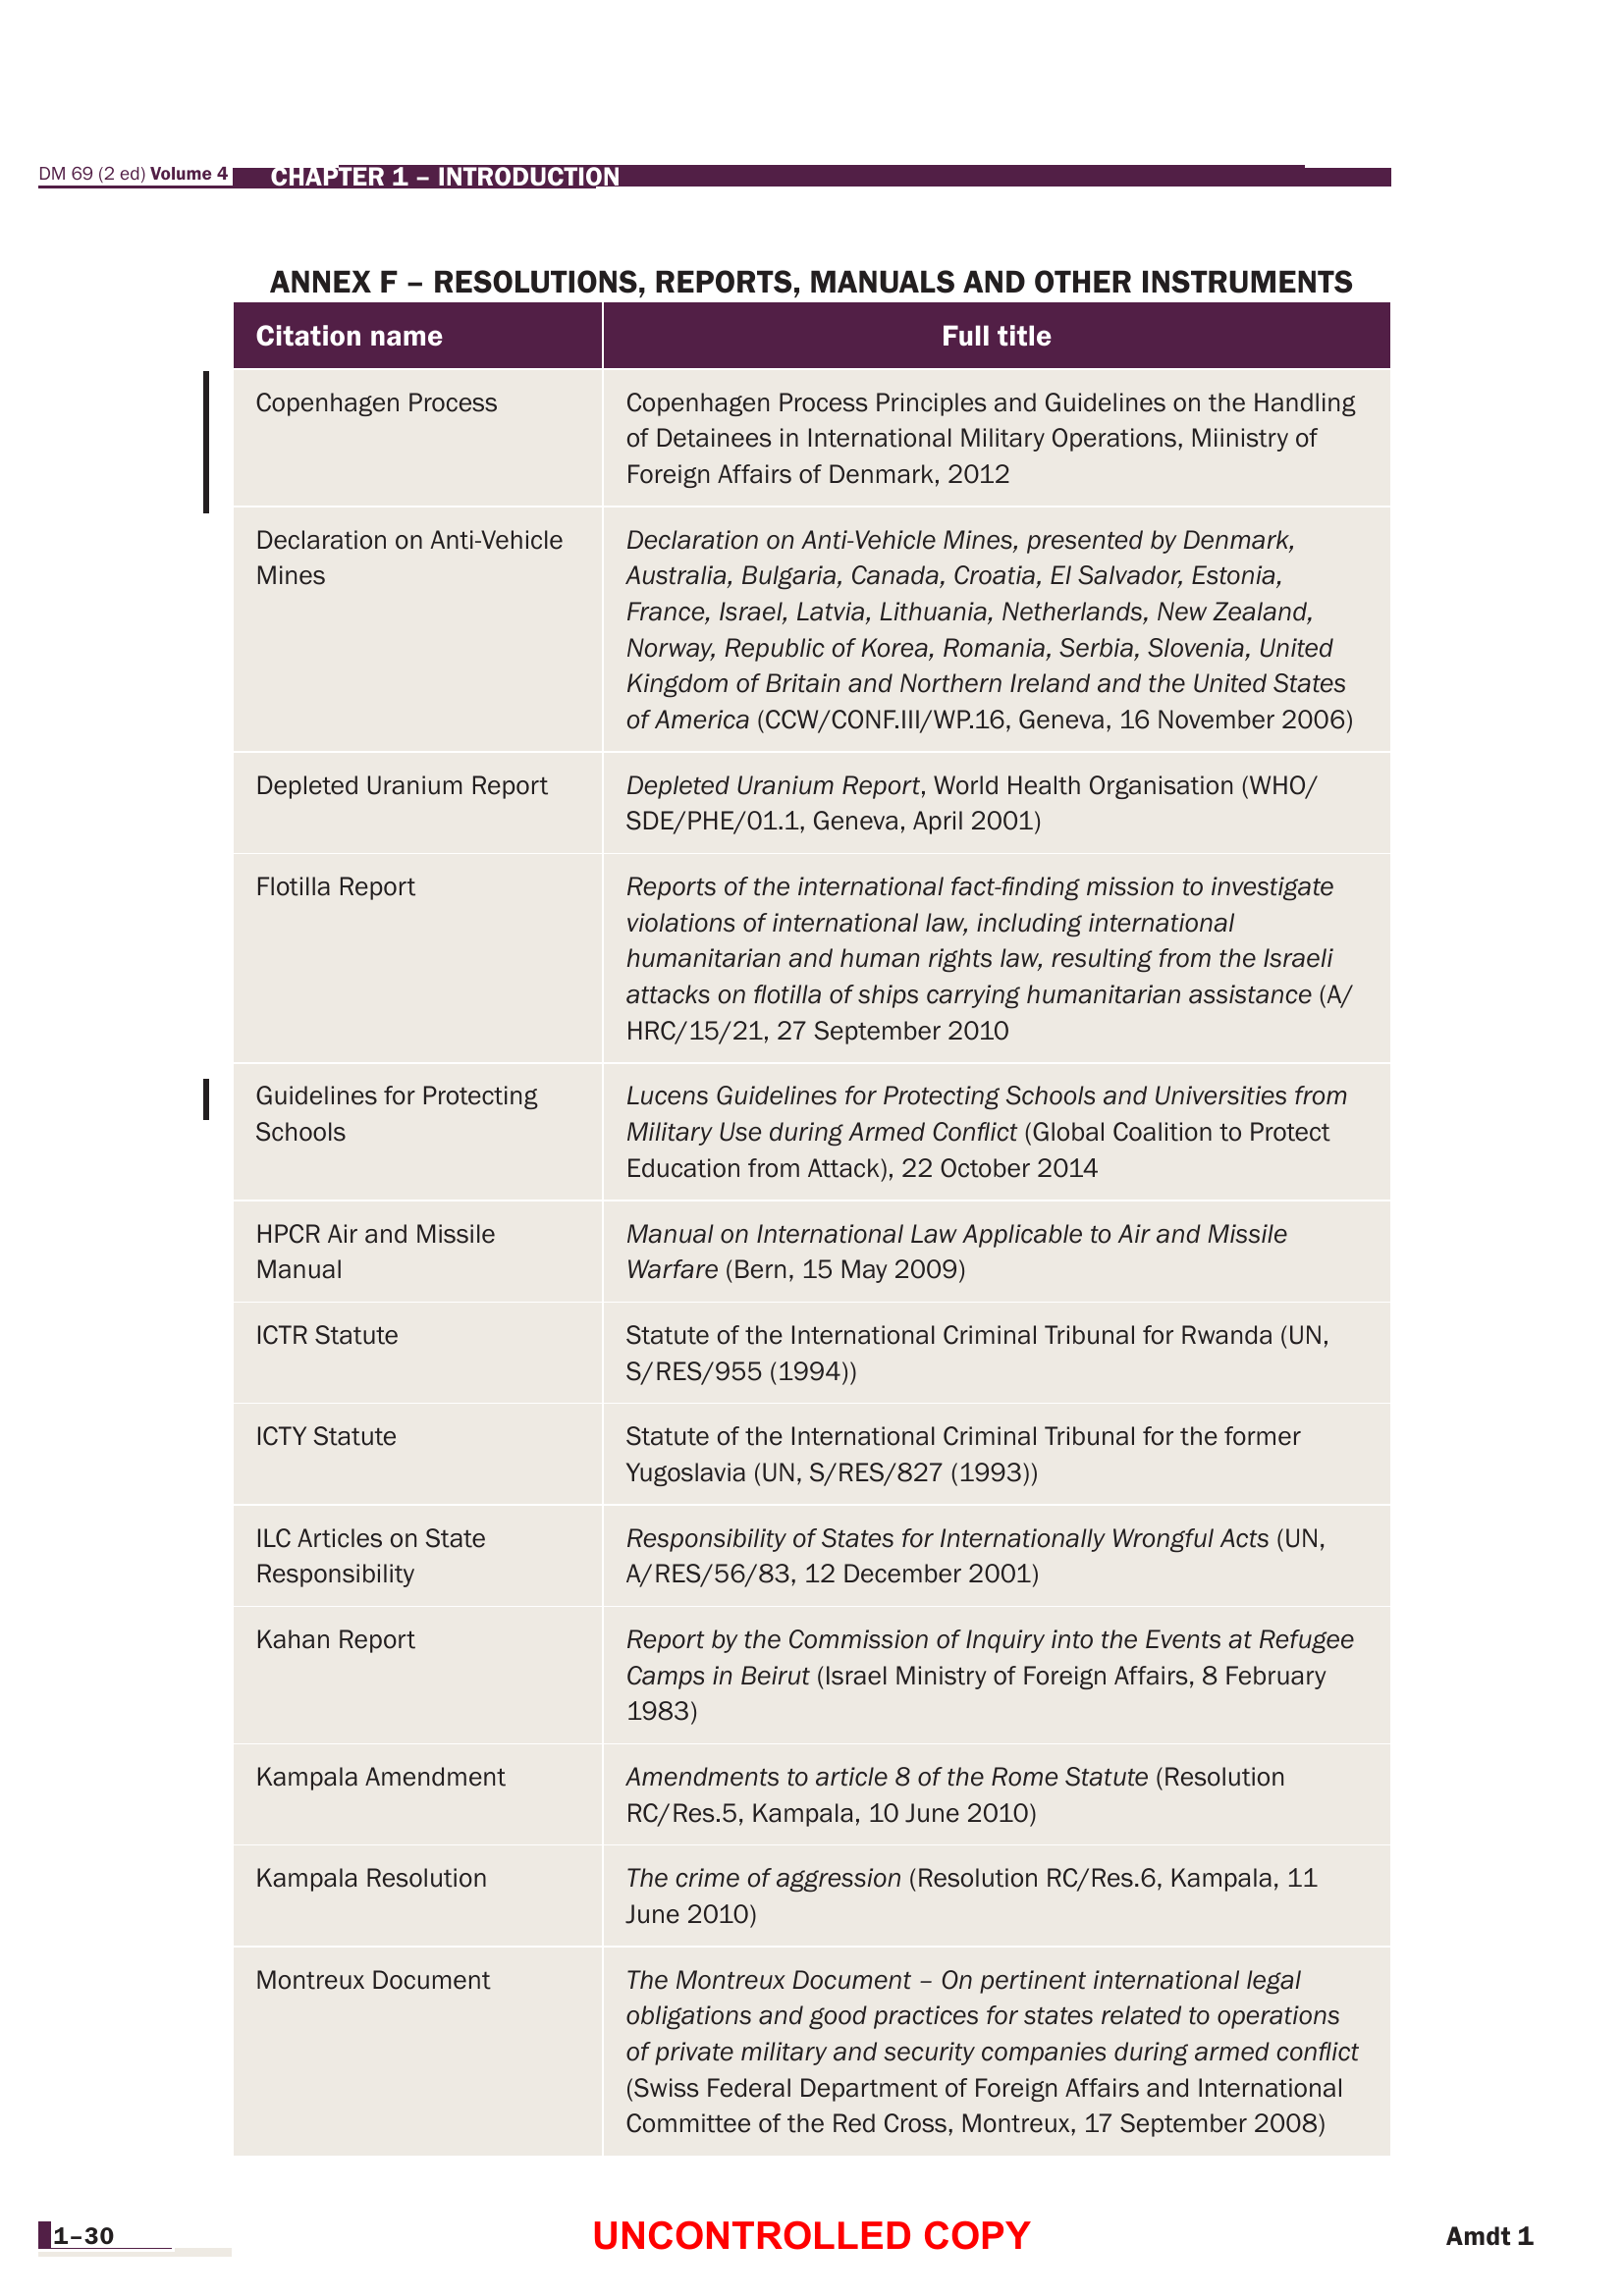 DM 69 (2 ed) Volume 4
CHAPTER 1 – INTRODUCTION
ANNEX F – RESOLUTIONS, REPORTS, MANUALS AND OTHER INSTRUMENTS
Citation name
Full title
Copenhagen Process
Copenhagen Process Principles and Guidelines on the Handling
of Detainees in International Military Operations, Miinistry of
Foreign Affairs of Denmark, 2012
Declaration on Anti-Vehicle
Mines
Declaration on Anti-Vehicle Mines, presented by Denmark,
Australia, Bulgaria, Canada, Croatia, El Salvador, Estonia,
France, Israel, Latvia, Lithuania, Netherlands, New Zealand,
Norway, Republic of Korea, Romania, Serbia, Slovenia, United
Kingdom of Britain and Northern Ireland and the United States
of America (CCW/CONF.III/WP.16, Geneva, 16 November 2006)
Depleted Uranium Report
Depleted Uranium Report, World Health Organisation (WHO/
SDE/PHE/01.1, Geneva, April 2001)
Flotilla Report
Reports of the international fact-finding mission to investigate
violations of international law, including international
humanitarian and human rights law, resulting from the Israeli
attacks on flotilla of ships carrying humanitarian assistance (A/
HRC/15/21, 27 September 2010
Guidelines for Protecting
Schools
Lucens Guidelines for Protecting Schools and Universities from
Military Use during Armed Conflict (Global Coalition to Protect
Education from Attack), 22 October 2014
HPCR Air and Missile
Manual
Manual on International Law Applicable to Air and Missile
Warfare (Bern, 15 May 2009)
ICTR Statute
Statute of the International Criminal Tribunal for Rwanda (UN,
S/RES/955 (1994))
ICTY Statute
Statute of the International Criminal Tribunal for the former
Yugoslavia (UN, S/RES/827 (1993))
ILC Articles on State
Responsibility
Responsibility of States for Internationally Wrongful Acts (UN,
A/RES/56/83, 12 December 2001)
Kahan Report
Report by the Commission of Inquiry into the Events at Refugee
Camps in Beirut (Israel Ministry of Foreign Affairs, 8 February
1983)
Kampala Amendment
Amendments to article 8 of the Rome Statute (Resolution
RC/Res.5, Kampala, 10 June 2010)
Kampala Resolution
The crime of aggression (Resolution RC/Res.6, Kampala, 11
June 2010)
Montreux Document
The Montreux Document – On pertinent international legal
obligations and good practices for states related to operations
of private military and security companies during armed conflict
(Swiss Federal Department of Foreign Affairs and International
Committee of the Red Cross, Montreux, 17 September 2008)
1–30
UNCONTROLLED COPY
Amdt 1